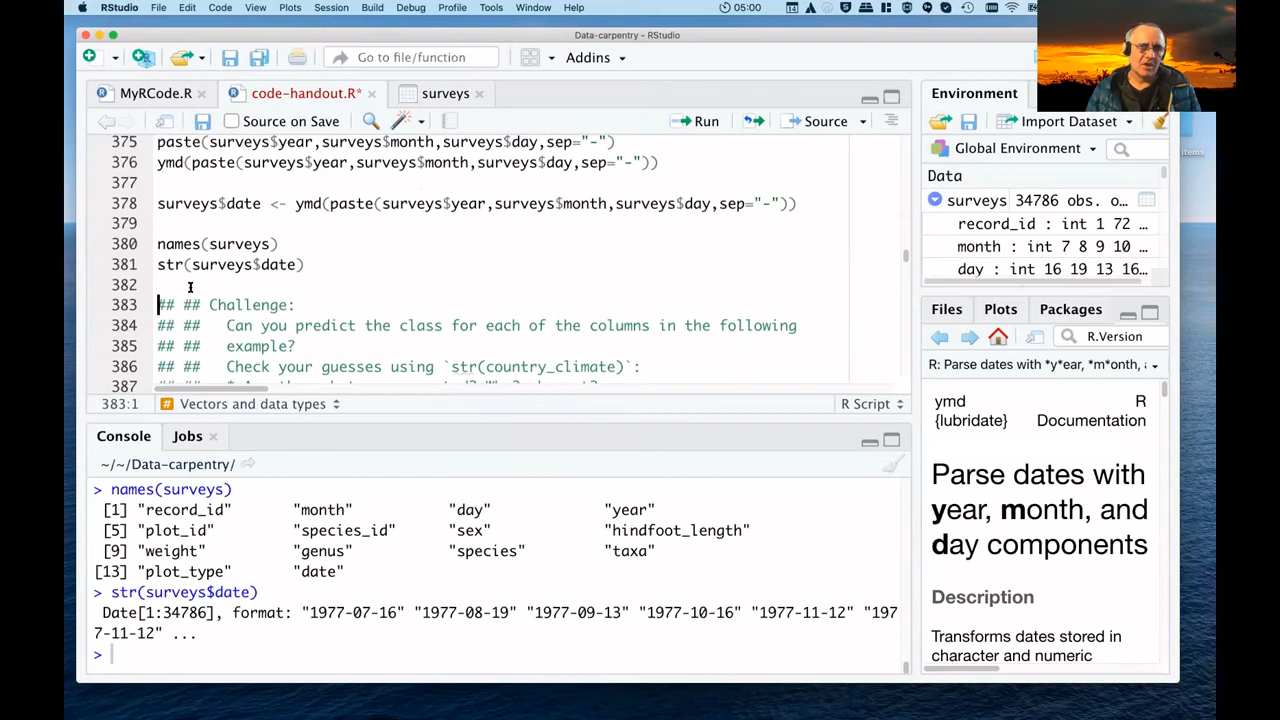 RStudio File Edit Code View Plots Session Build Debug Profile Tools Window Help 05:00
Data-carpentry - RStudio
Go to file/function Addins
MyRCode.R code-handout.R* surveys
Source on Save Run Source
375 paste(surveys$year,surveys$month,surveys$day,sep="-")
376 ymd(paste(surveys$year,surveys$month,surveys$day,sep="-"))
377
378 surveys$date <- ymd(paste(surveys$year,surveys$month,surveys$day,sep="-"))
379
380 names(surveys)
381 str(surveys$date)
382
383 ## ## Challenge:
384 ## ## Can you predict the class for each of the columns in the following
385 ## ## example?
386 ## ## Check your guesses using `str(country_climate)`:
387 ## ##
383:1 Vectors and data types R Script
Console Jobs
~/~/Data-carpentry/
> names(surveys)
[1] "record_id" "month" "day" "year"
[5] "plot_id" "species_id" "sex" "hindfoot_length"
[9] "weight" "genus" "species" "taxa"
[13] "plot_type" "date"
> str(surveys$date)
Date[1:34786], format: "1977-07-16" "1977-08-19" "1977-09-13" "1977-10-16" "1977-11-12" "197
7-11-12" ...
>
Environment
Import Dataset
Global Environment
Data
surveys 34786 obs. o…
record_id : int 1 72 …
month : int 7 8 9 10 …
day : int 16 19 13 16…
Files Plots Packages
R.Version
R: Parse dates with *y*ear, *m*onth,
ymd R
{lubridate} Documentation
Parse dates with
year, month, and
day components
Description
Transforms dates stored in
character and numeric
items